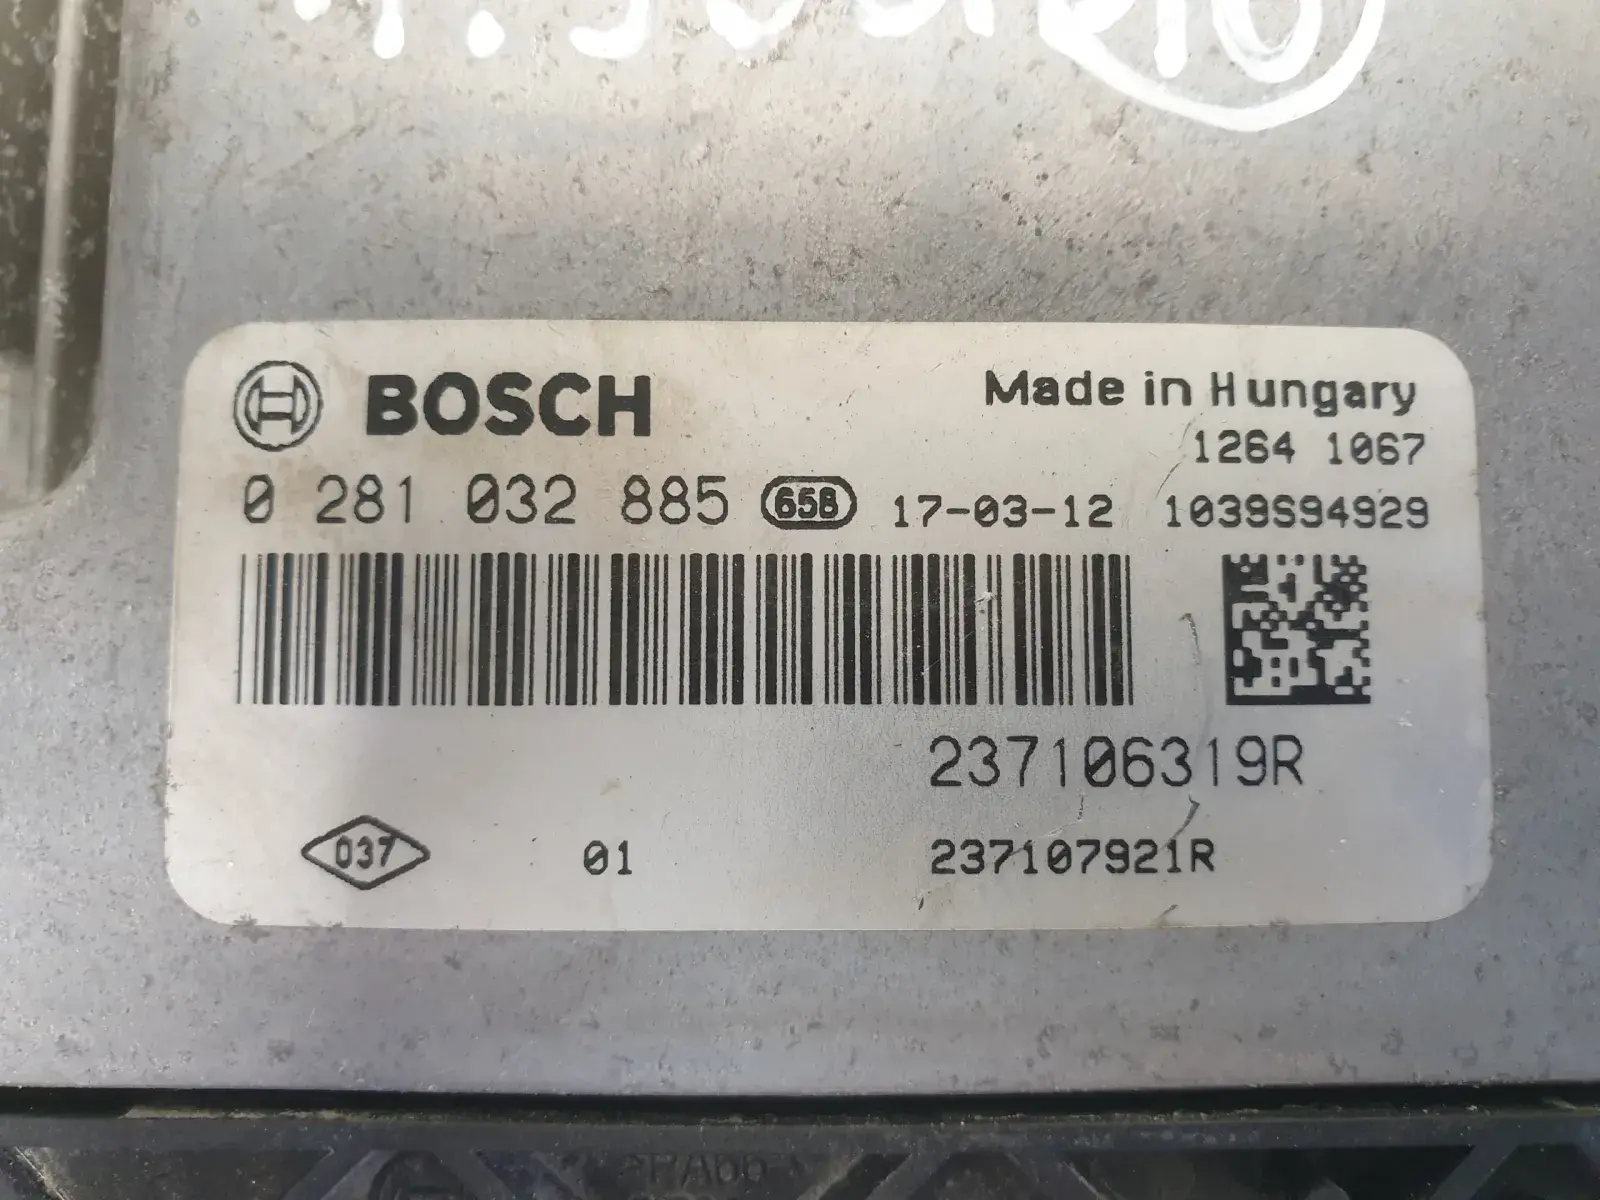 BOSCH
Made in Hungary
1264 1067
0 281 032 885 658 17-03-12 1039S94929
237106319R
037 01 237107921R